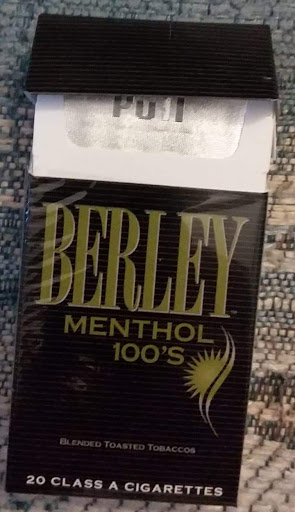 Pull
BERLEY
MENTHOL
100'S
BLENDED TOASTED TOBACCOS
20 CLASS A CIGARETTES